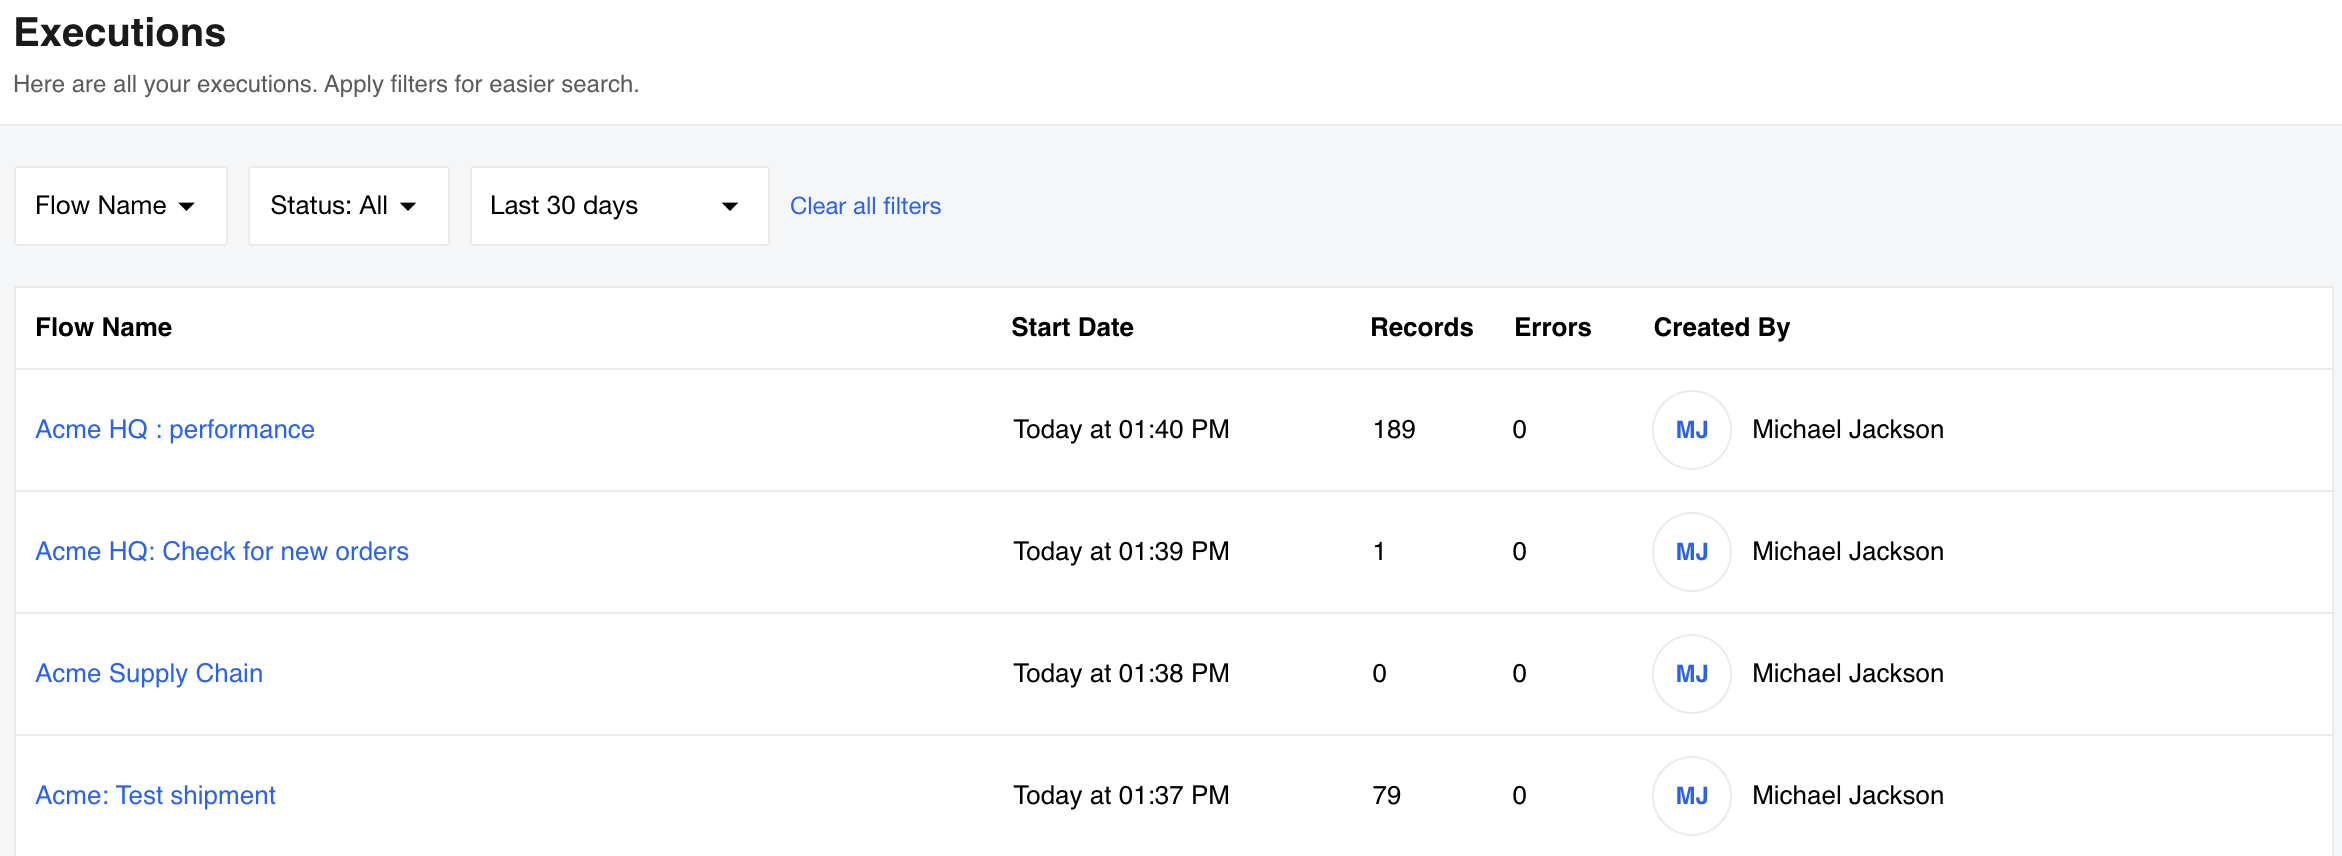 Executions
Here are all your executions. Apply filters for easier search.
Flow Name Status: All Last 30 days Clear all filters
Flow Name Start Date Records Errors Created By
Acme HQ : performance Today at 01:40 PM 189 0 MJ Michael Jackson
Acme HQ: Check for new orders Today at 01:39 PM 1 0 MJ Michael Jackson
Acme Supply Chain Today at 01:38 PM 0 0 MJ Michael Jackson
Acme: Test shipment Today at 01:37 PM 79 0 MJ Michael Jackson